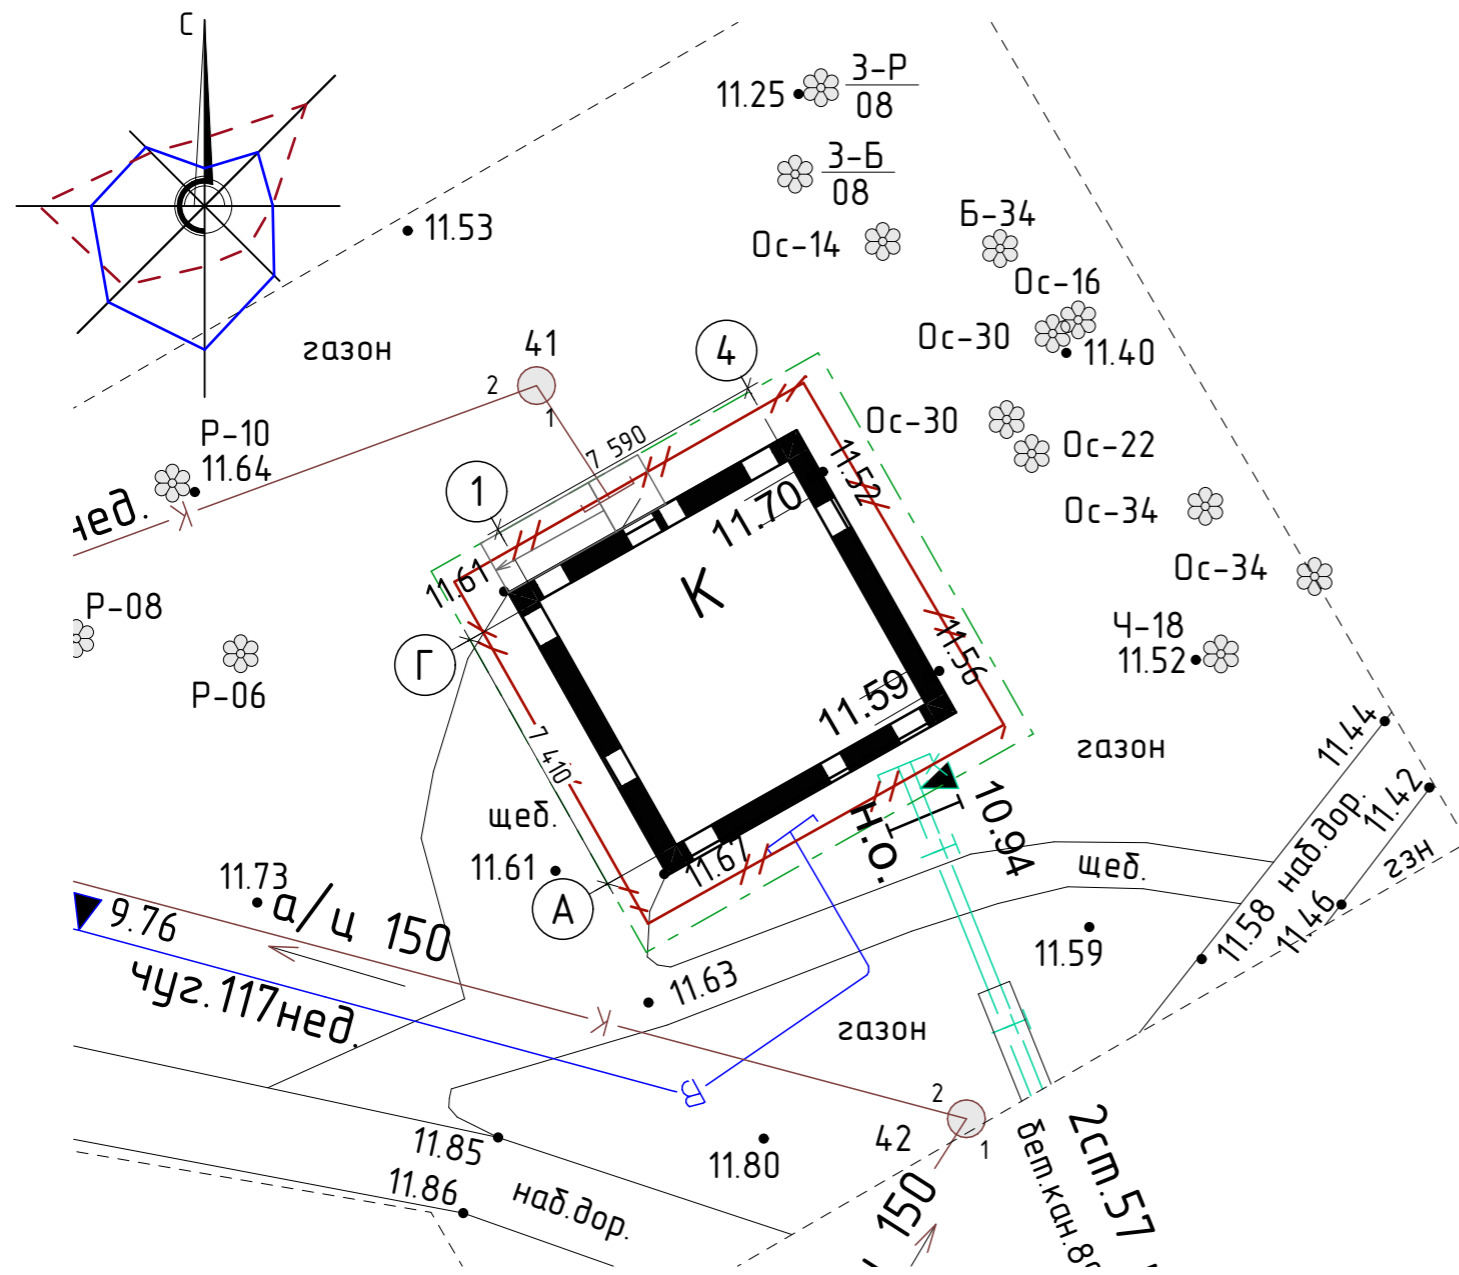 С
11.25
З-Р
08
З-Б
08
11.53
Ос-14
Б-34
Ос-16
Ос-30
11.40
газон
41
2
1
4
Р-10
11.64
нед.
7 590
Ос-30
Ос-22
11.52
1
11.70
Ос-34
К
11.61
Ос-34
Р-08
Г
Р-06
Ч-18
11.52
11.56
11.59
К
7 410
газон
11.44
щеб.
11.61
А
11.67
Н.О.
10.94
щеб.
наб.дор.
11.42
гзн
11.73
а/ц 150
9.76
чуг.117нед.
11.63
11.59
11.58
11.46
К
газон
В
2
42
1
11.85
11.80
11.86
наб.дор.
150
бет.кан.
2ст.57